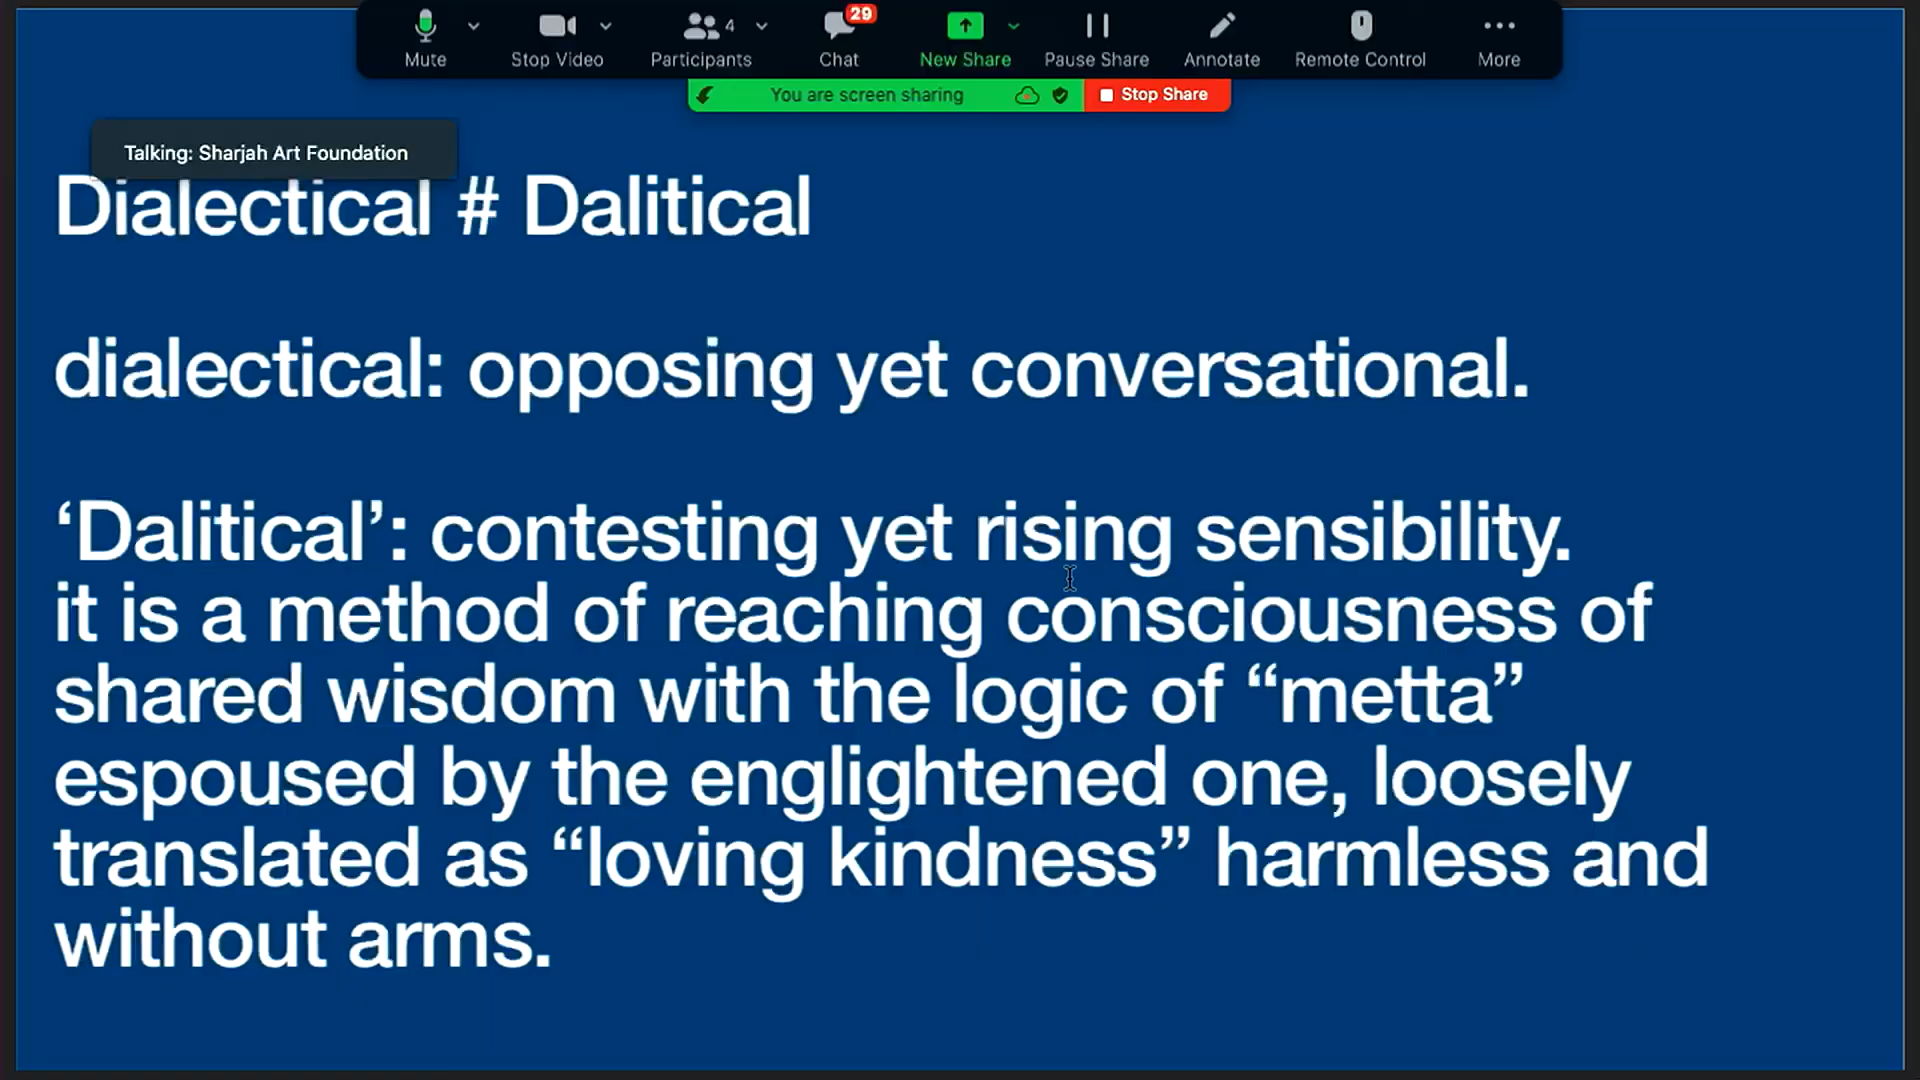 Mute
Stop Video
Participants
4
Chat
29
New Share
Pause Share
Annotate
Remote Control
More
You are screen sharing
Stop Share
Talking: Sharjah Art Foundation
Dialectical # Dalitical
dialectical: opposing yet conversational.
‘Dalitical’: contesting yet rising sensibility.
it is a method of reaching consciousness of
shared wisdom with the logic of “metta”
espoused by the englightened one, loosely
translated as “loving kindness” harmless and
without arms.